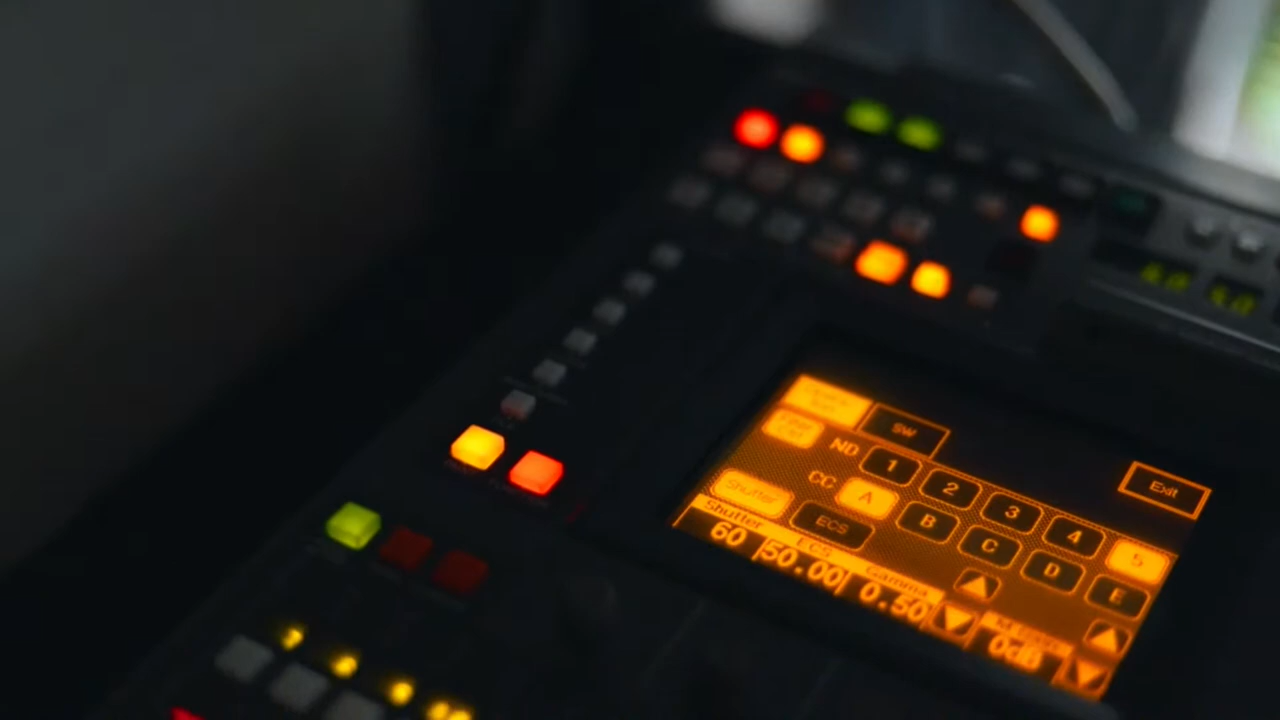 SW
Exit
ND 1 2 3 4 5
CC A B C D E
Shutter ECS
Shutter ECS Gamma
60 50.00 0.50 0dB